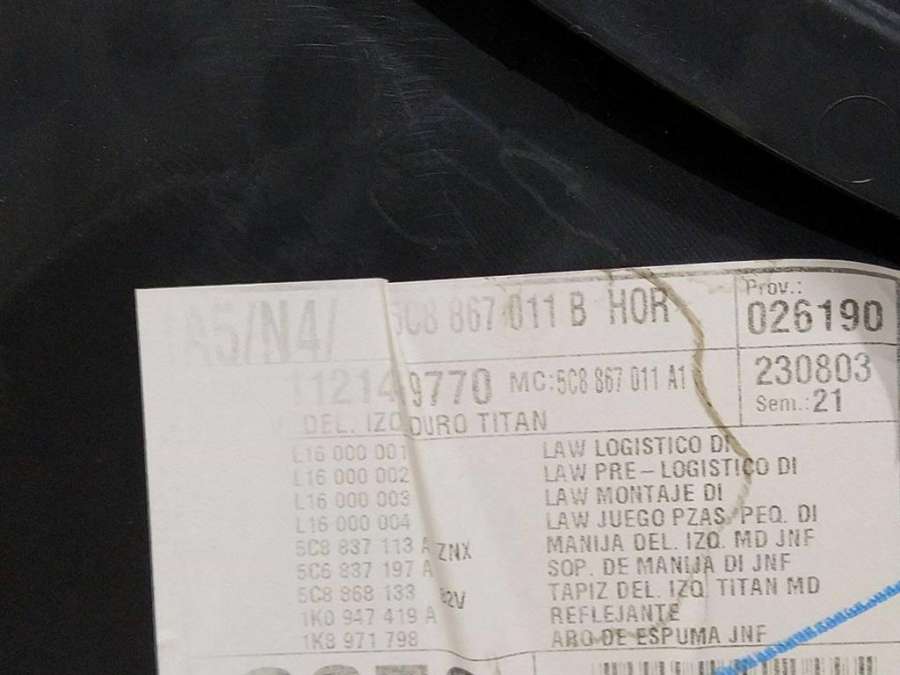 A5/N4/ 5C8 867 011 B HOR
Prov.:
026190
9770 MC:5C8 867 011 A1
230803
Sem.:21
DEL. IZQ DURO TITAN
L16 000 001 LAW LOGISTICO DI
L16 000 002 LAW PRE-LOGISTICO DI
L16 000 003 LAW MONTAJE DI
L16 000 004 LAW JUEGO PZAS. PEQ. DI
5C8 837 113 A ZNX MANIJA DEL. IZQ. MD JNF
5C6 837 197 A SOP. DE MANIJA DI JNF
5C8 868 133 82V TAPIZ DEL. IZQ. TITAN MD
1K0 947 419 A REFLEJANTE
1K8 971 798 ARO DE ESPUMA JNF